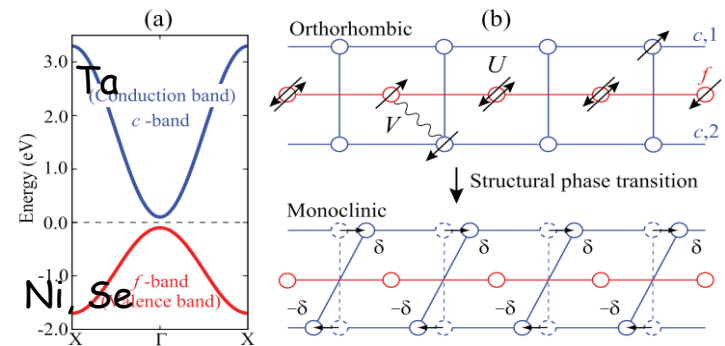 (a)
(b)
3.0
2.0
1.0
0.0
-1.0
-2.0
Energy (eV)
Ta
(Conduction band)
c -band
f -band
(Valence band)
Ni, Se
X
Γ
X
Orthorhombic
c,1
U
f
V
c,2
Structural phase transition
Monoclinic
δ
δ
δ
δ
−δ
−δ
−δ
−δ